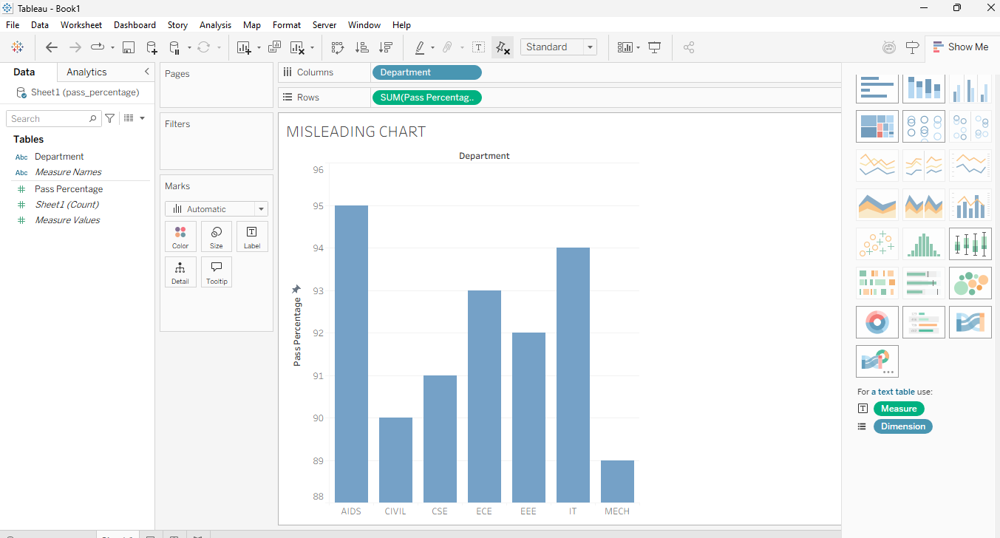 Tableau - Book1
File Data Worksheet Dashboard Story Analysis Map Format Server Window Help
Standard
Show Me
Data Analytics
Sheet1 (pass_percentage)
Search
Tables
Abc Department
Abc Measure Names
# Pass Percentage
# Sheet1 (Count)
# Measure Values
Pages
Filters
Marks
Automatic
Color Size Label
Detail Tooltip
Columns Department
Rows SUM(Pass Percentag..
MISLEADING CHART
Department
Pass Percentage
96
95
94
93
92
91
90
89
88
AIDS CIVIL CSE ECE EEE IT MECH
For a text table use:
T Measure
Dimension